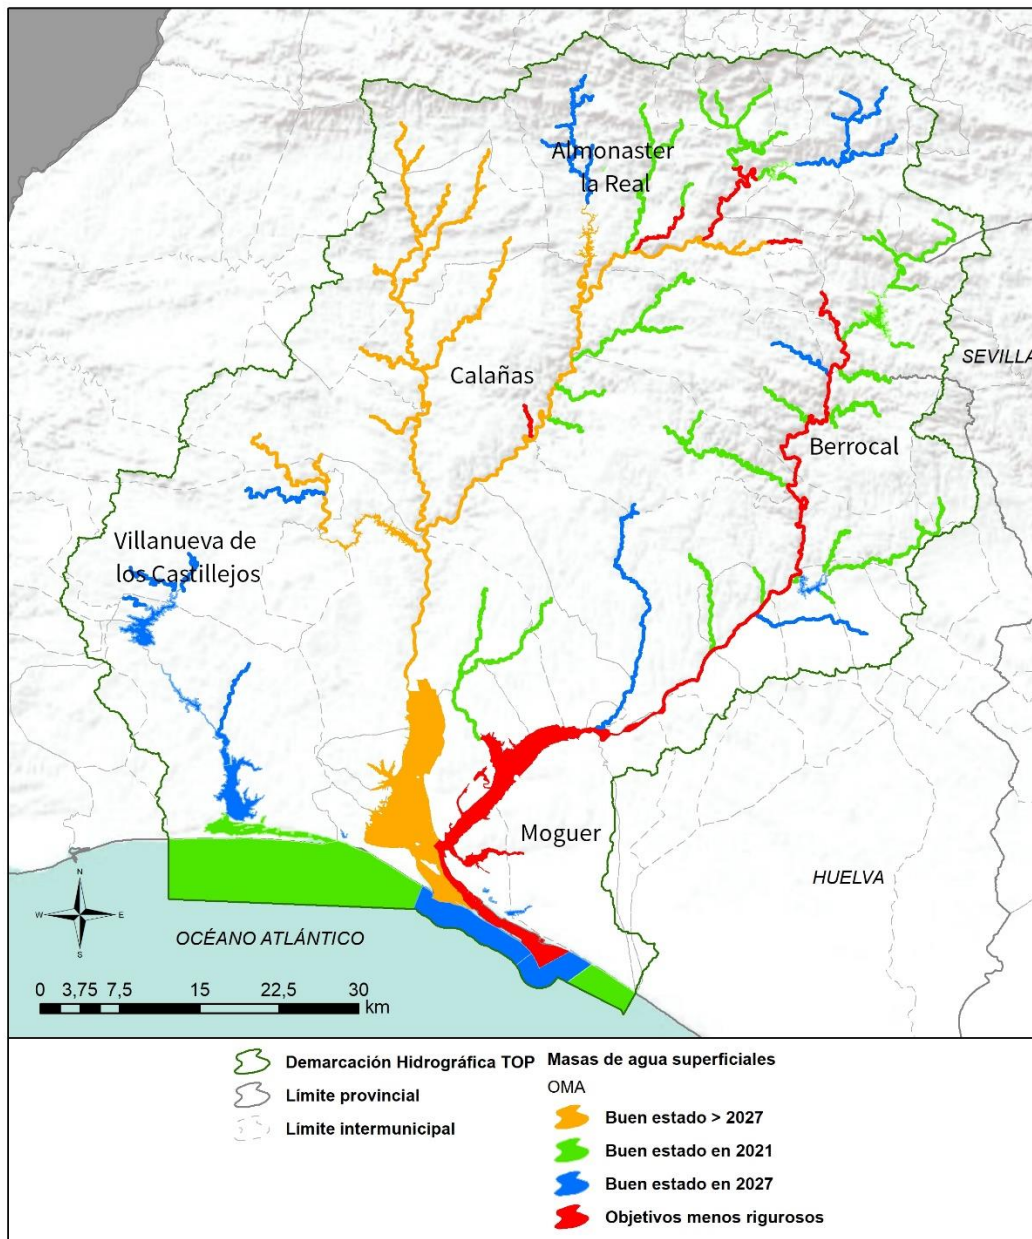 Almonaster
la Real
SEVILLA
Calañas
Berrocal
Villanueva de
los Castillejos
Moguer
HUELVA
N
W E
S
OCÉANO ATLÁNTICO
0 3,75 7,5 15 22,5 30
km
Demarcación Hidrográfica TOP
Límite provincial
Límite intermunicipal
Masas de agua superficiales
OMA
Buen estado > 2027
Buen estado en 2021
Buen estado en 2027
Objetivos menos rigurosos